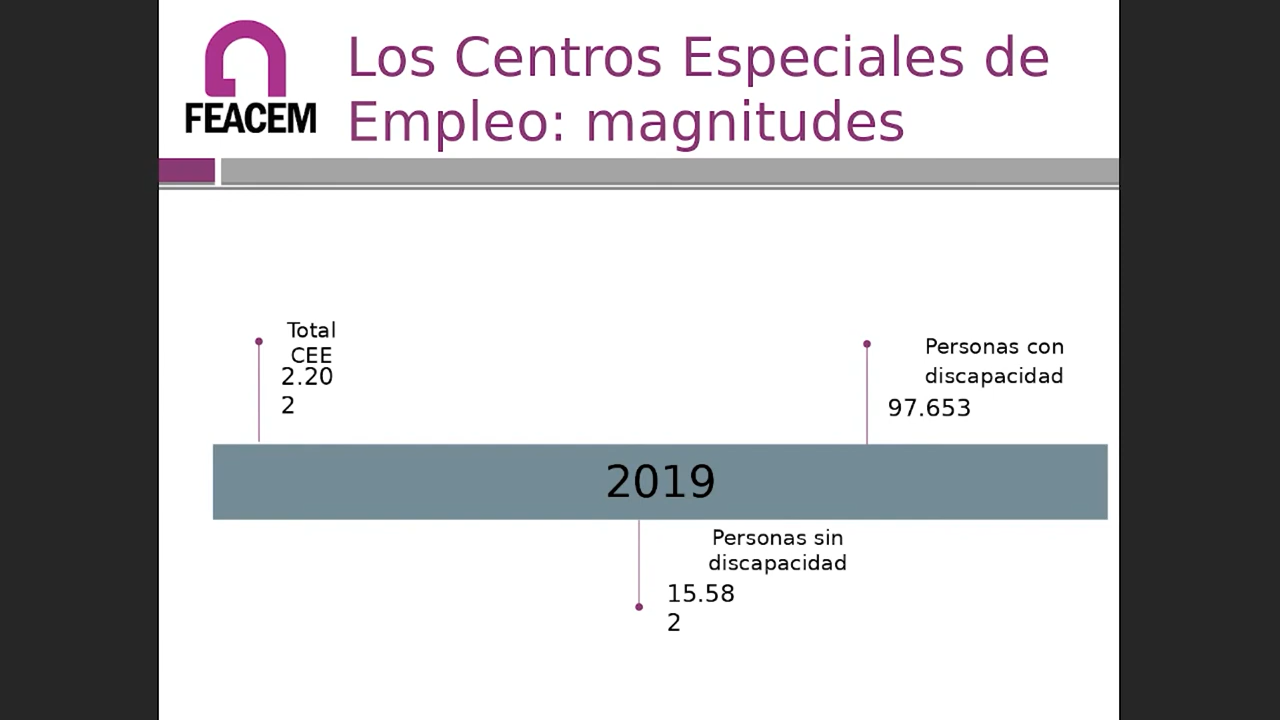 FEACEM
Los Centros Especiales de
Empleo: magnitudes
Total
CEE
2.20
2
Personas con
discapacidad
97.653
2019
Personas sin
discapacidad
15.58
2